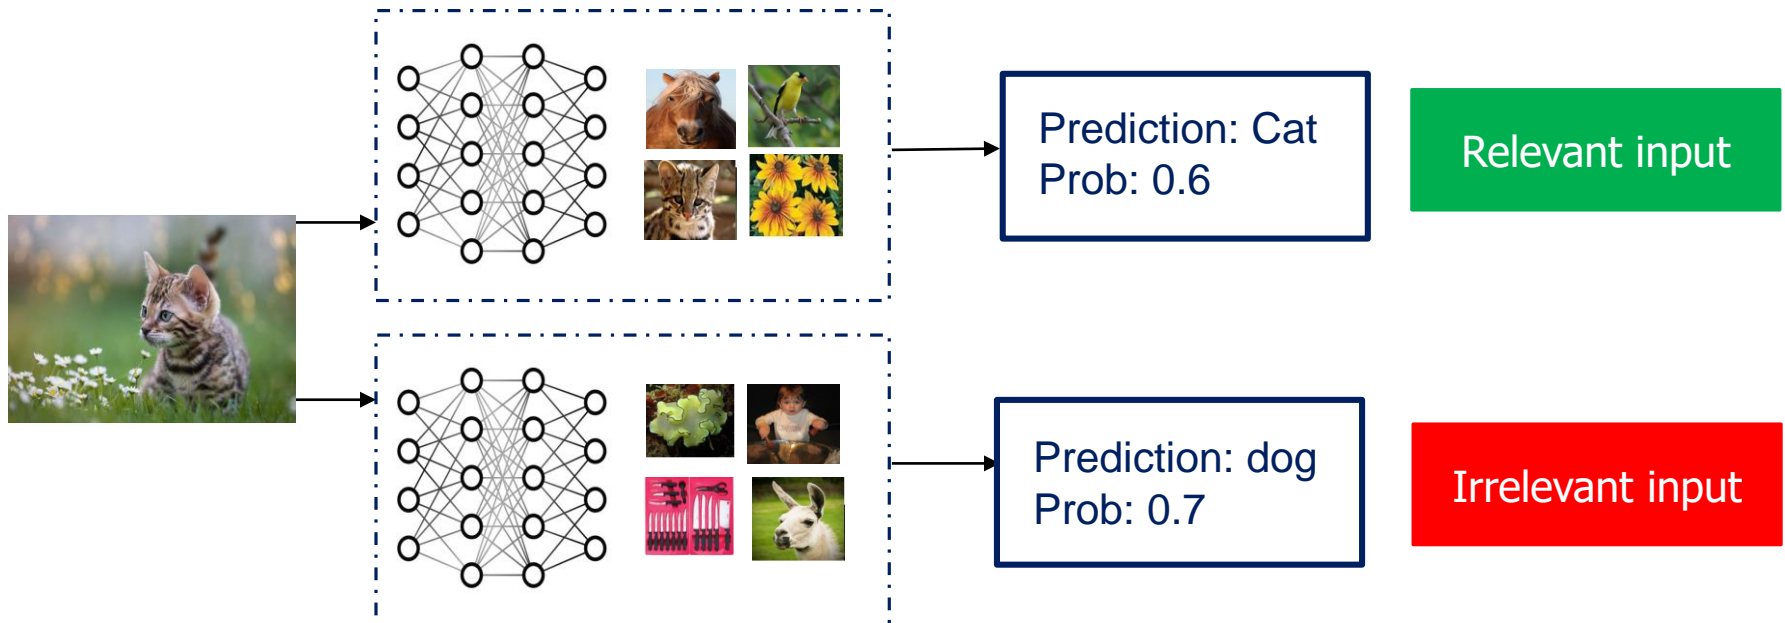 Prediction: Cat
Prob: 0.6
Relevant input
Prediction: dog
Prob: 0.7
Irrelevant input